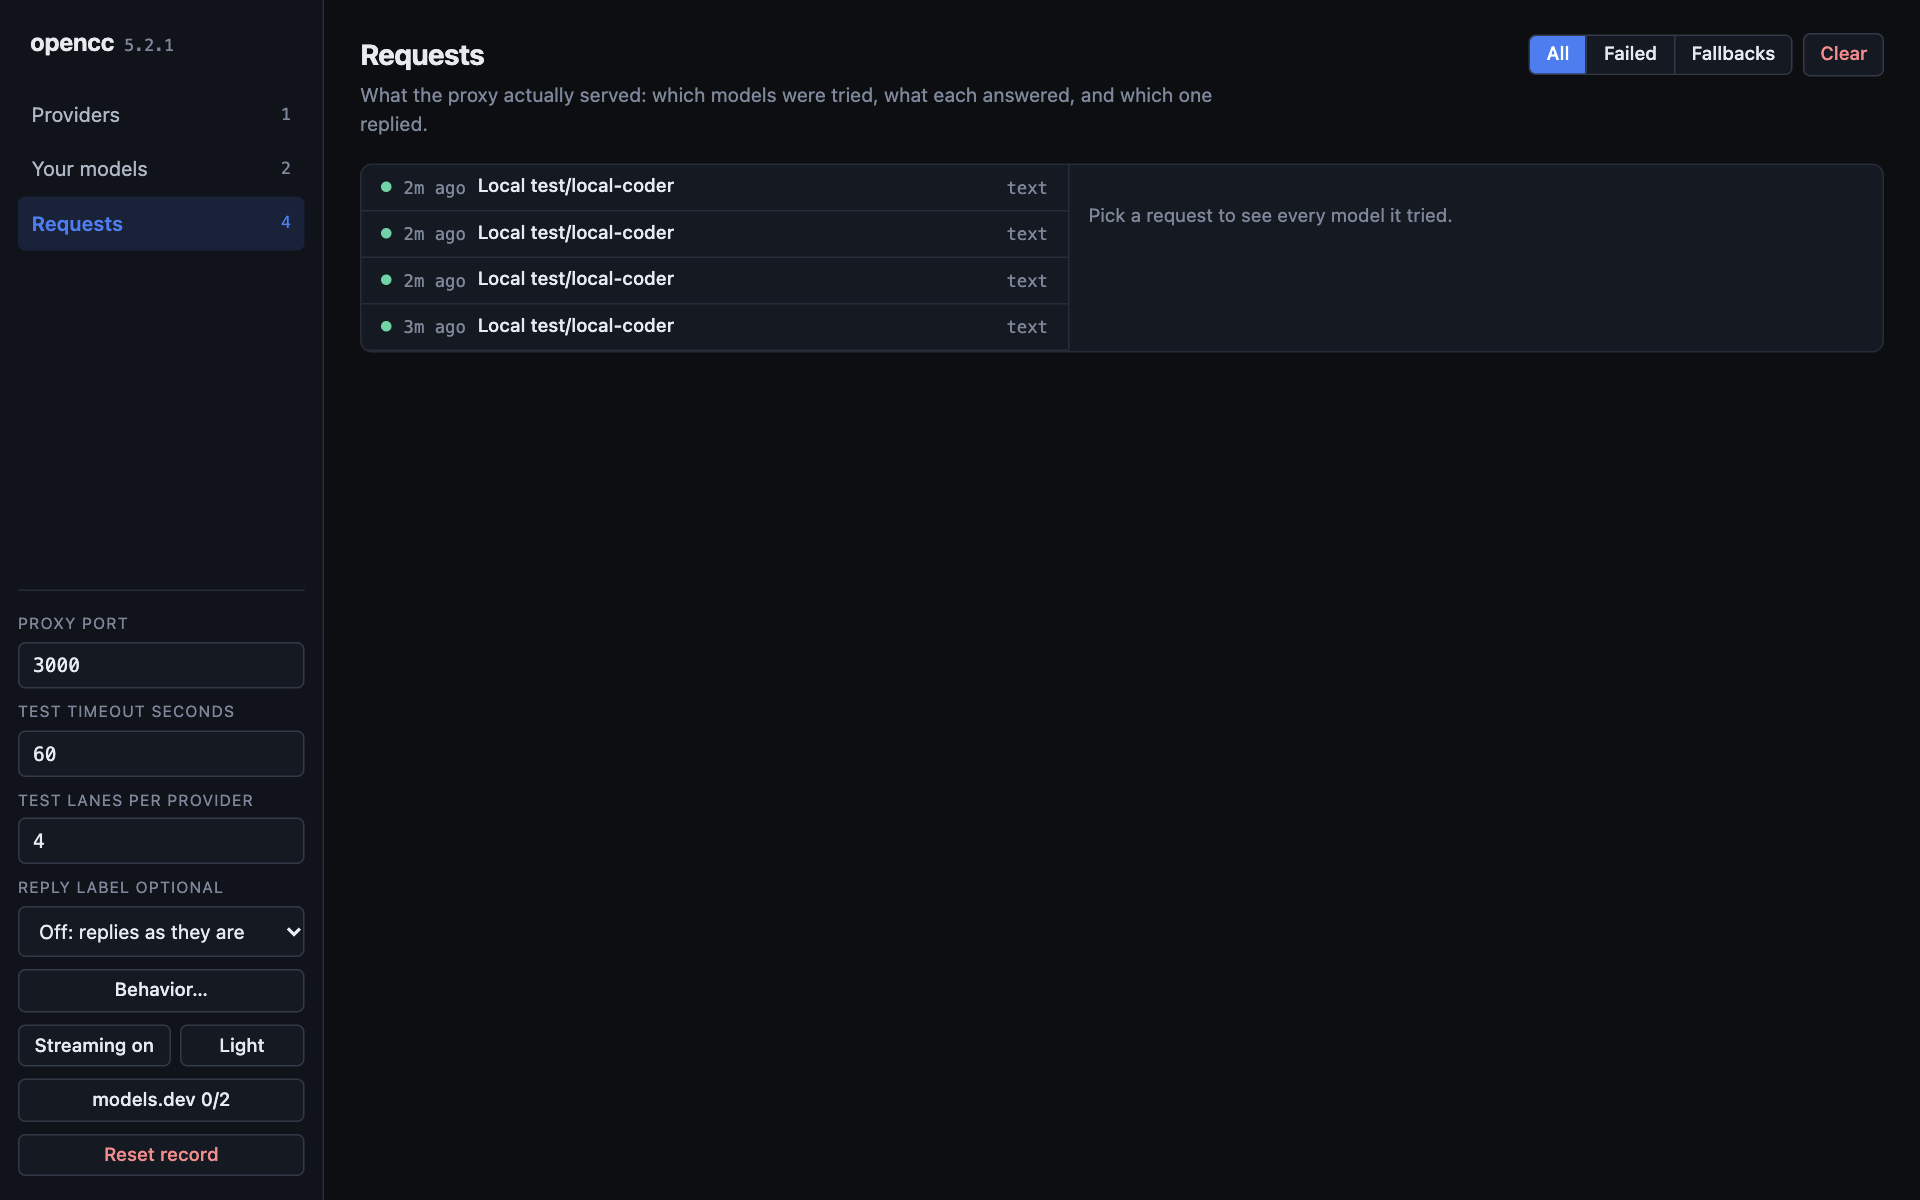 opencc 5.2.1
Providers 1
Your models 2
Requests 4
PROXY PORT
3000
TEST TIMEOUT SECONDS
60
TEST LANES PER PROVIDER
4
REPLY LABEL OPTIONAL
Off: replies as they are
Behavior...
Streaming on
Light
models.dev 0/2
Reset record
Requests
All
Failed
Fallbacks
Clear
What the proxy actually served: which models were tried, what each answered, and which one
replied.
2m ago Local test/local-coder text
2m ago Local test/local-coder text
2m ago Local test/local-coder text
3m ago Local test/local-coder text
Pick a request to see every model it tried.